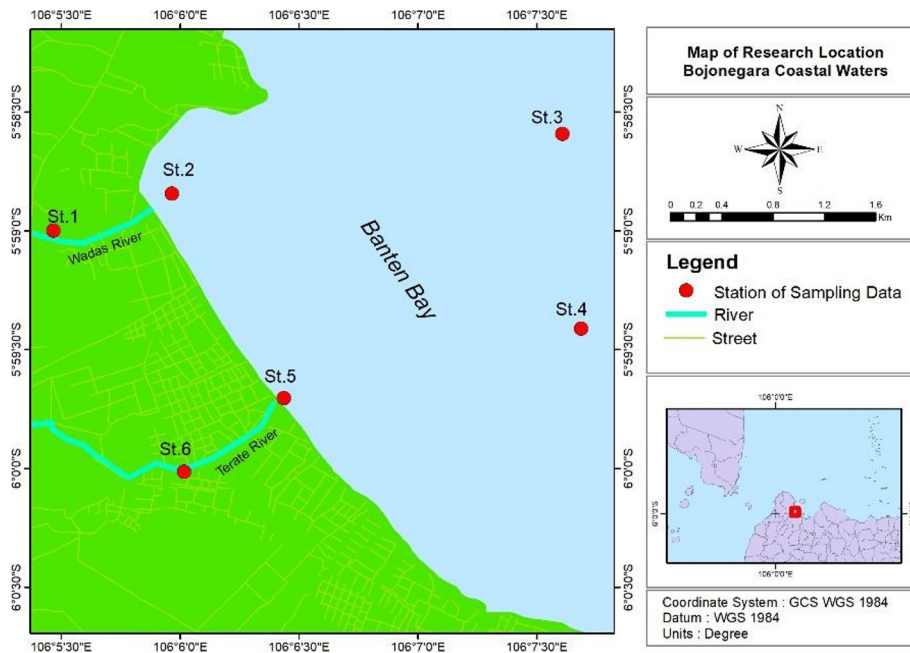 106°5'30"E 106°6'0"E 106°6'30"E 106°7'0"E 106°7'30"E
Map of Research Location
Bojonegara Coastal Waters
N
W E
S
0 0.2 0.4 0.8 1.2 1.6
Km
Legend
Station of Sampling Data
River
Street
106°0'0"E
6°0'0"S
106°0'0"E
Coordinate System : GCS WGS 1984
Datum : WGS 1984
Units : Degree
5°58'30"S
5°59'0"S
5°59'30"S
6°0'0"S
6°0'30"S
St.3
St.2
St.1
Wadas River
Banten Bay
St.4
St.5
St.6
Terate River
5°58'30"S
5°59'0"S
5°59'30"S
6°0'0"S
6°0'30"S
106°5'30"E 106°6'0"E 106°6'30"E 106°7'0"E 106°7'30"E